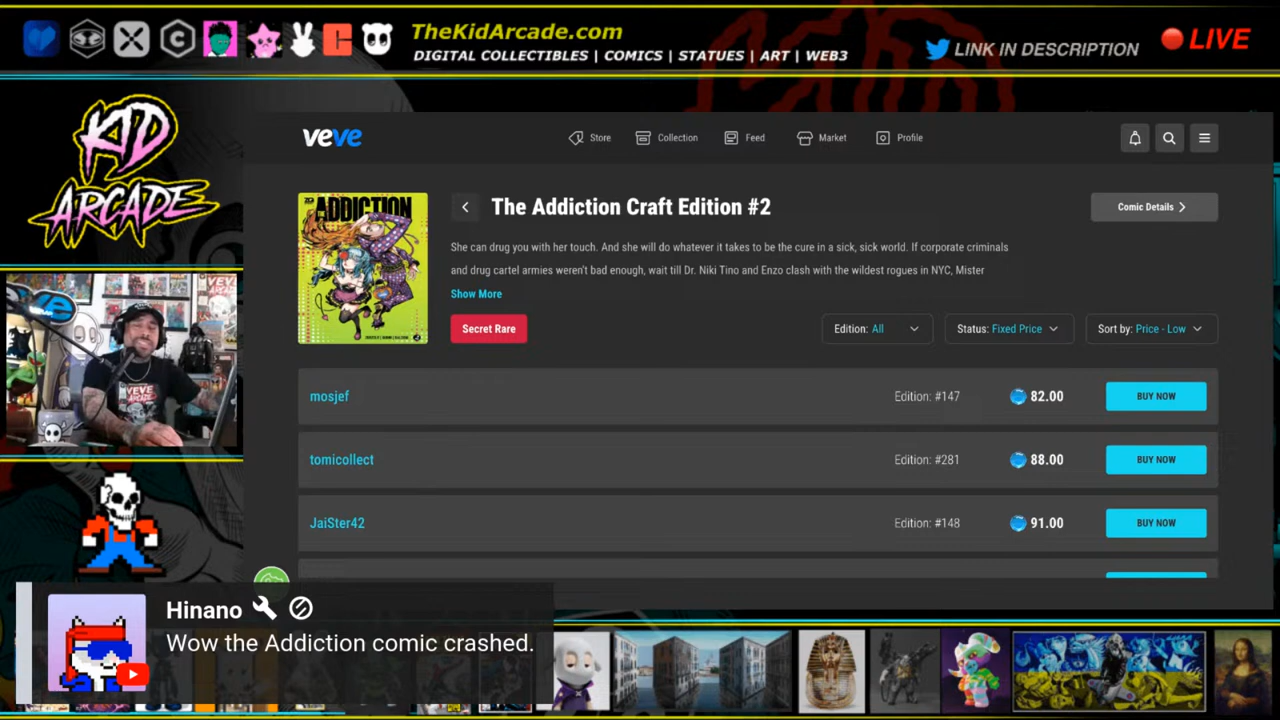 TheKidArcade.com
DIGITAL COLLECTIBLES | COMICS | STATUES | ART | WEB3
LINK IN DESCRIPTION
LIVE
KID
ARCADE
VEVE
Store
Collection
Feed
Market
Profile
ADDICTION
The Addiction Craft Edition #2
Comic Details
She can drug you with her touch. And she will do whatever it takes to be the cure in a sick, sick world. If corporate criminals
and drug cartel armies weren't bad enough, wait till Dr. Niki Tino and Enzo clash with the wildest rogues in NYC, Mister
Show More
Secret Rare
Edition: All
Status: Fixed Price
Sort by: Price - Low
mosjef
Edition: #147
82.00
BUY NOW
tomicollect
Edition: #281
88.00
BUY NOW
JaiSter42
Edition: #148
91.00
BUY NOW
VEVE
ARCADE
Hinano
Wow the Addiction comic crashed.